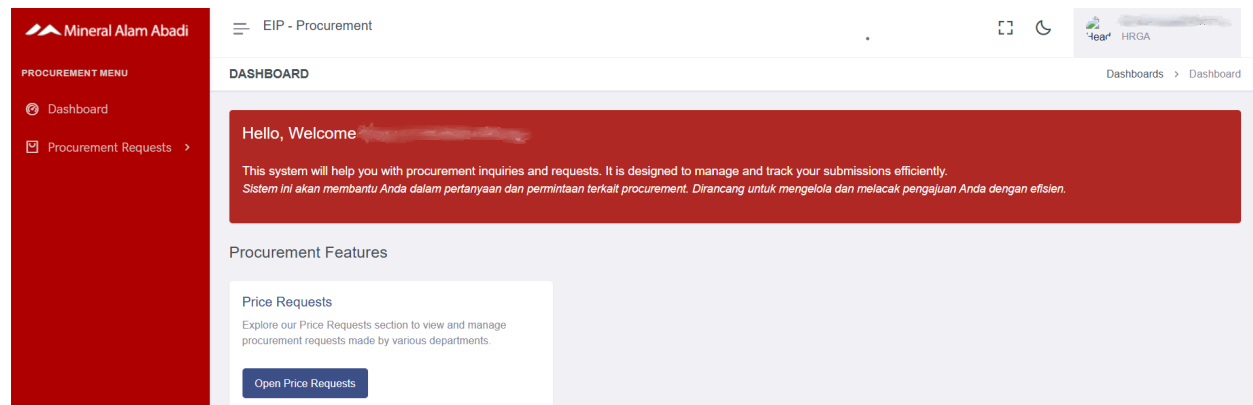 Mineral Alam Abadi
EIP - Procurement
Head
HRGA
PROCUREMENT MENU
DASHBOARD
Dashboards > Dashboard
Dashboard
Procurement Requests >
Hello, Welcome
This system will help you with procurement inquiries and requests. It is designed to manage and track your submissions efficiently.
Sistem ini akan membantu Anda dalam pertanyaan dan permintaan terkait procurement. Dirancang untuk mengelola dan melacak pengajuan Anda dengan efisien.
Procurement Features
Price Requests
Explore our Price Requests section to view and manage
procurement requests made by various departments.
Open Price Requests